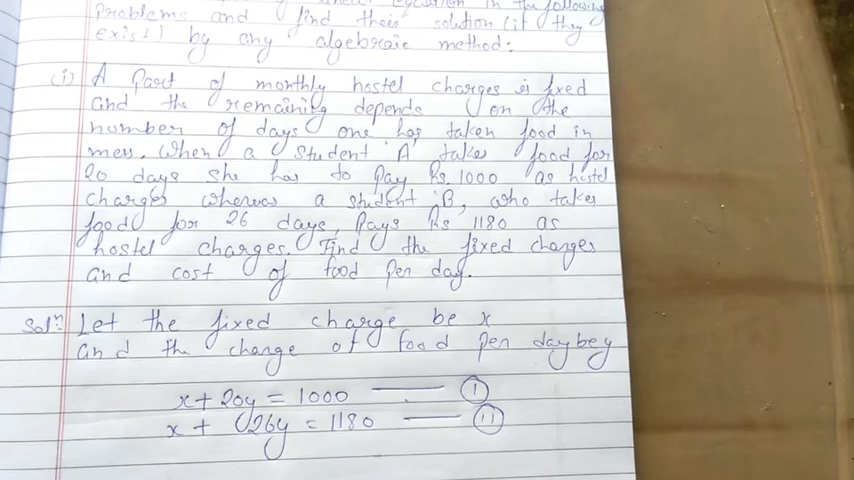 equation in the following
problems and find their solution (if they
exist) by any algebraic method:
(i) A part of monthly hostel charges is fixed
and the remaining depends on the
number of days one has taken food in
mess. When a student 'A' takes food for
20 days she has to pay Rs. 1000 as hostel
charges whereas a student B, who takes
food for 26 days, Pays Rs 1180 as
hostel charges. Find the fixed charges
and cost of food per day.
Solⁿ: Let the fixed charge be x
and the charge of food per day be y
x + 20y = 1000 —— (I)
x + (26y = 1180 —— (II)